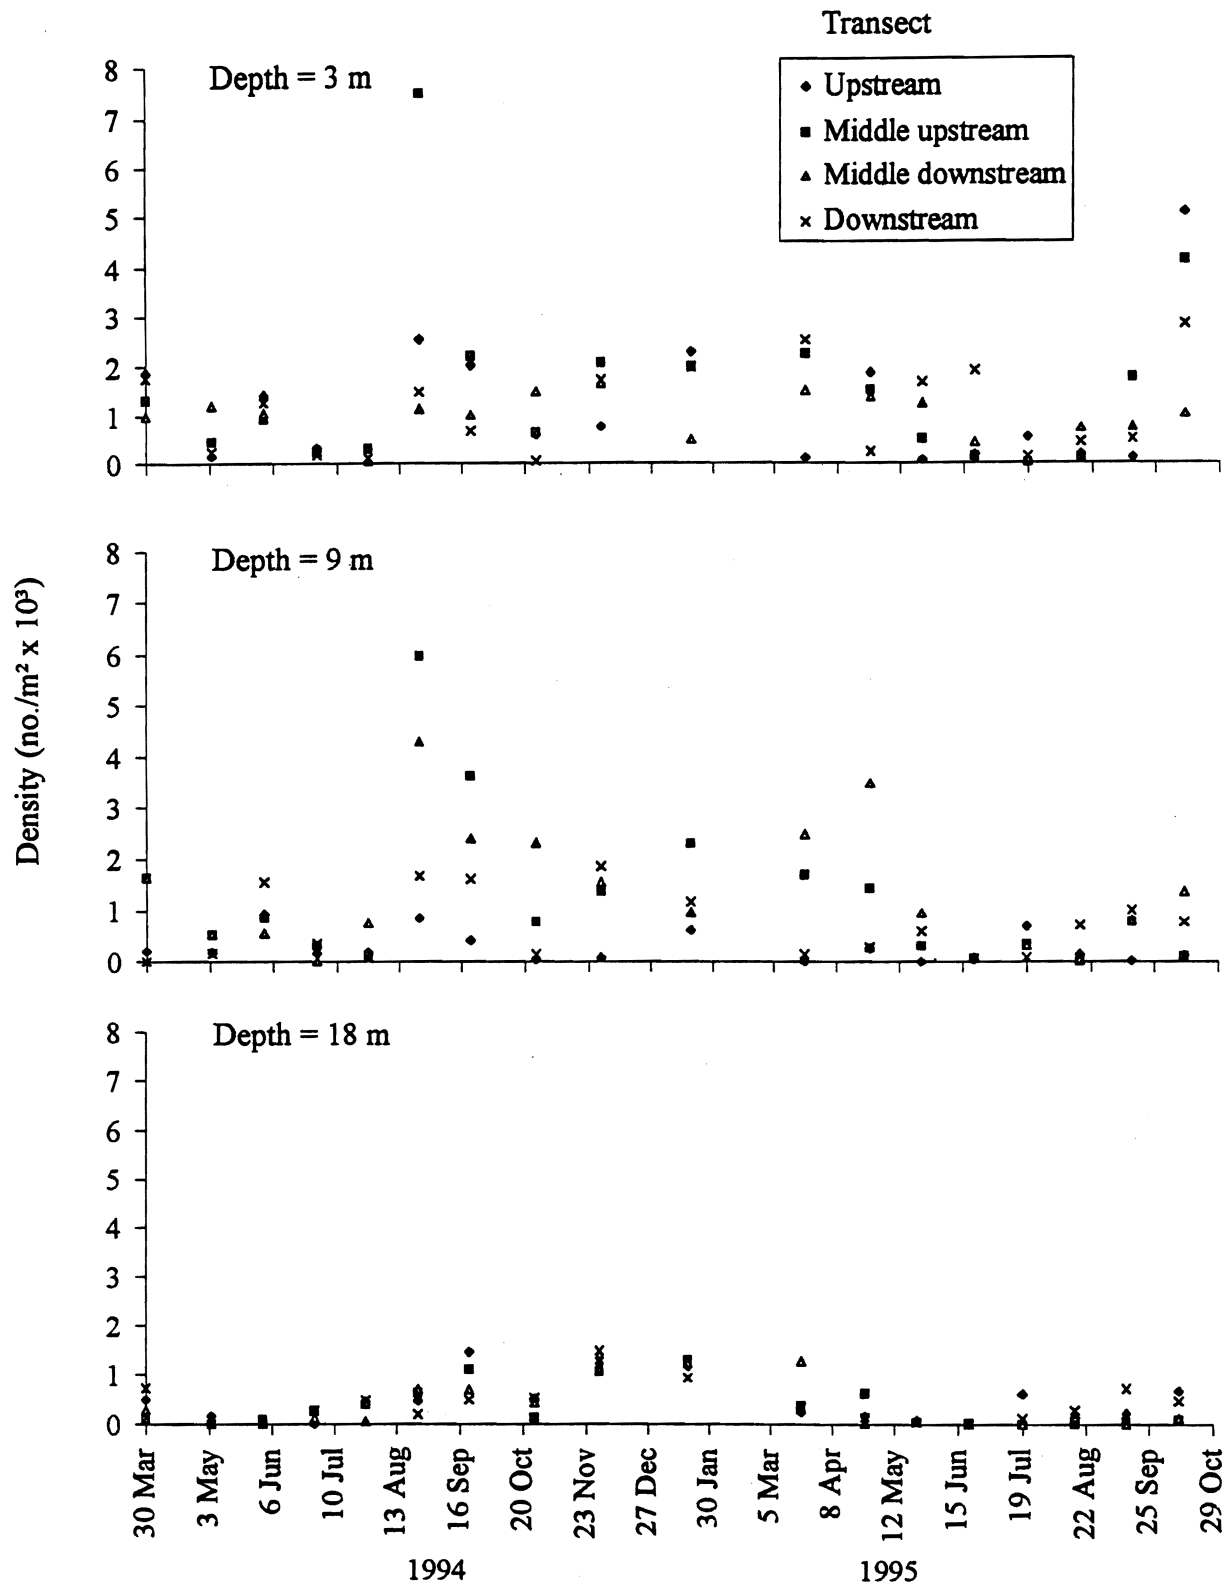 Transect
Upstream
Middle upstream
Middle downstream
Downstream
Depth = 3 m
8
7
6
5
4
3
2
1
0
Depth = 9 m
8
7
6
5
4
3
2
1
0
Density (no./m² x 10³)
Depth = 18 m
8
7
6
5
4
3
2
1
0
30 Mar
3 May
6 Jun
10 Jul
13 Aug
16 Sep
20 Oct
23 Nov
27 Dec
30 Jan
5 Mar
8 Apr
12 May
15 Jun
19 Jul
22 Aug
25 Sep
29 Oct
1994
1995